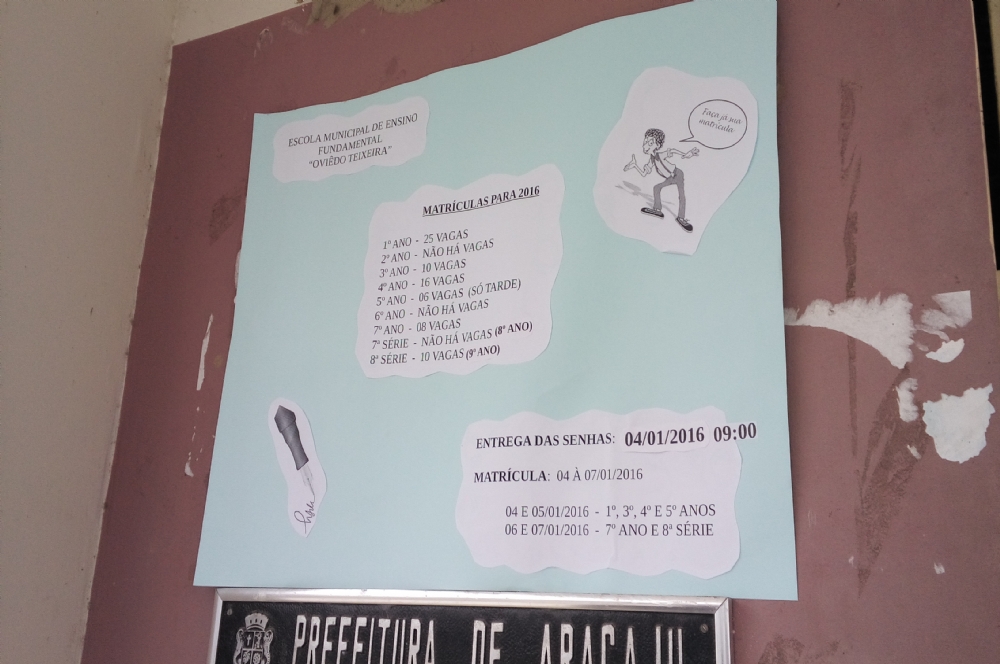 ESCOLA MUNICIPAL DE ENSINO
FUNDAMENTAL
"OVIÊDO TEIXEIRA"
Faça já sua
matrícula
MATRÍCULAS PARA 2016
1º ANO - 25 VAGAS
2º ANO - NÃO HÁ VAGAS
3º ANO - 10 VAGAS
4º ANO - 16 VAGAS
5º ANO - 06 VAGAS (SÓ TARDE)
6º ANO - NÃO HÁ VAGAS
7º ANO - 08 VAGAS
7ª SÉRIE - NÃO HÁ VAGAS (8º ANO)
8ª SÉRIE - 10 VAGAS (9º ANO)
ENTREGA DAS SENHAS: 04/01/2016 09:00
MATRÍCULA: 04 À 07/01/2016
04 E 05/01/2016 - 1º, 3º, 4º E 5º ANOS
06 E 07/01/2016 - 7º ANO E 8ª SÉRIE
PREFEITURA DE ARACAJU